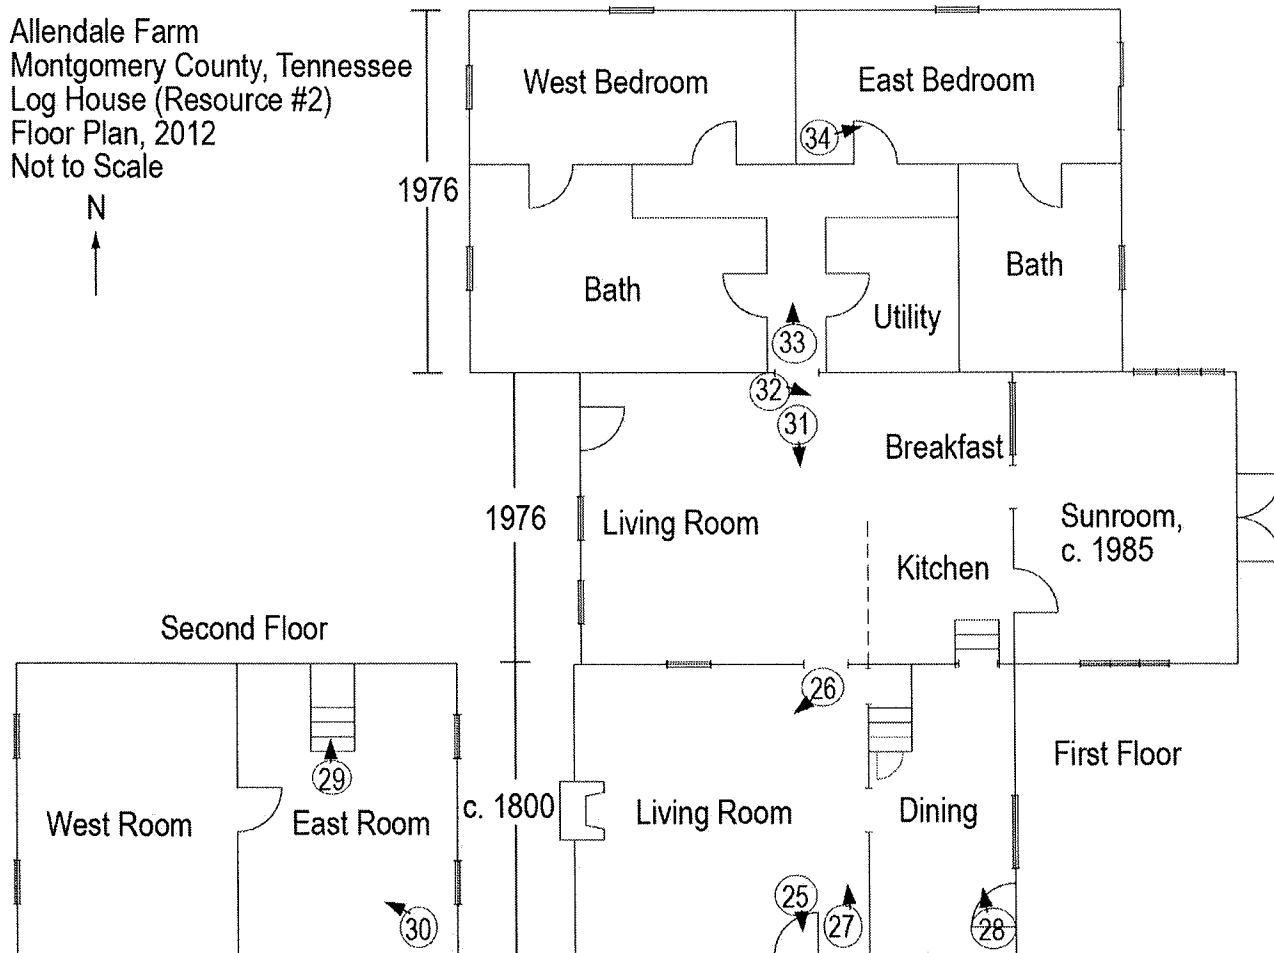 Allendale Farm
Montgomery County, Tennessee
Log House (Resource #2)
Floor Plan, 2012
Not to Scale
N
West Bedroom
East Bedroom
34
1976
Bath
Utility
Bath
33
32
31
Breakfast
1976
Living Room
Kitchen
Sunroom,
c. 1985
Second Floor
26
29
First Floor
c. 1800
West Room
East Room
Living Room
Dining
25
27
28
30